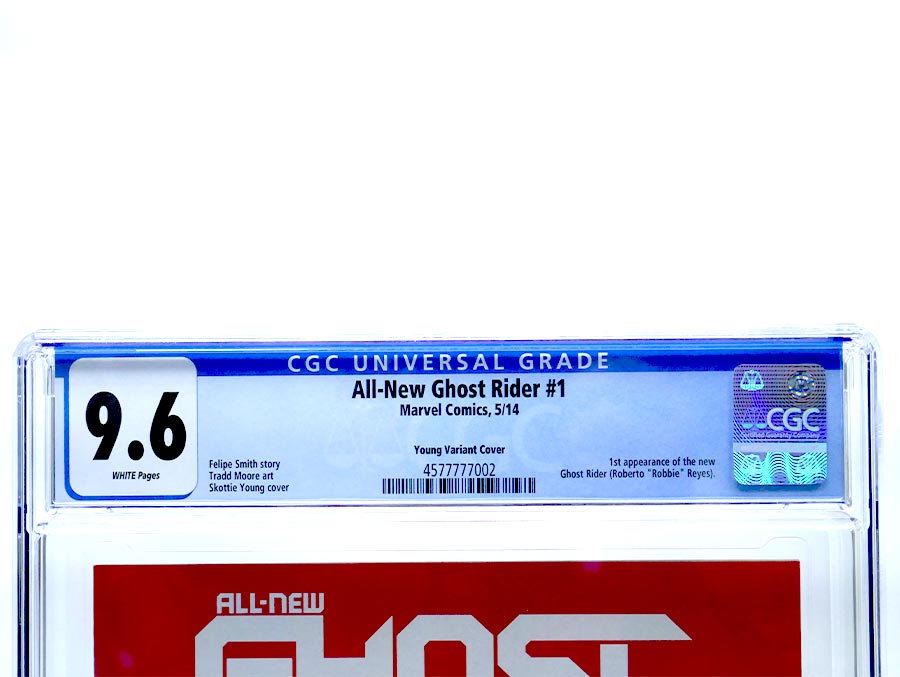 CGC UNIVERSAL GRADE
All-New Ghost Rider #1
Marvel Comics, 5/14
9.6
WHITE Pages
Young Variant Cover
4577777002
Felipe Smith story
Tradd Moore art
Skottie Young cover
1st appearance of the new
Ghost Rider (Roberto "Robbie" Reyes).
CGC
ALL-NEW
GHOST